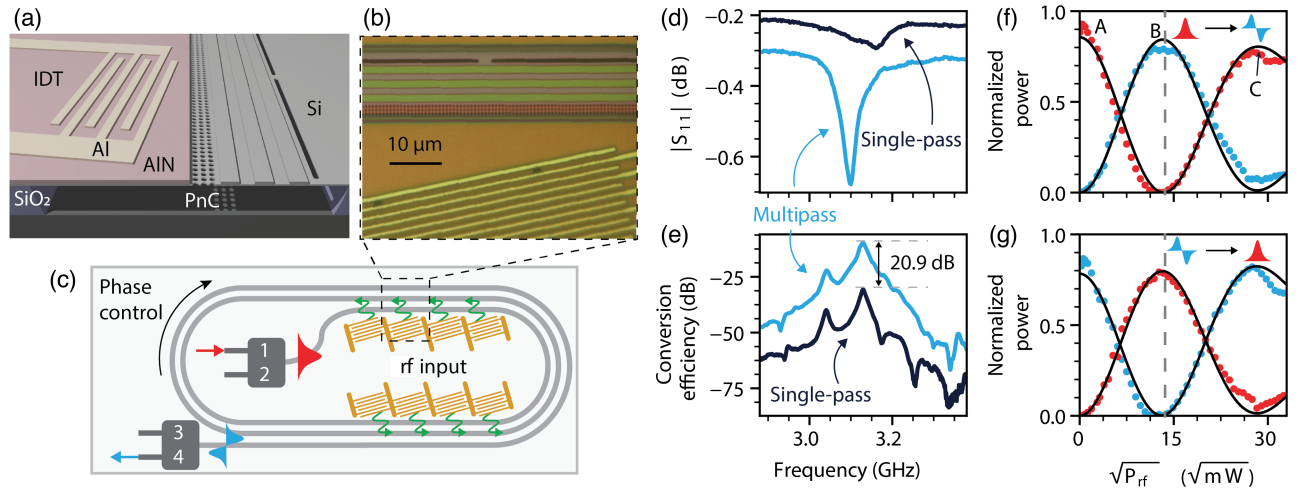 (a)
IDT
Al
AlN
Si
SiO₂
PnC
(b)
10 μm
(c)
Phase
control
1
2
rf input
3
4
(d)
−0.2
−0.4
−0.6
|S₁₁| (dB)
Single-pass
Multipass
(e)
−25
−50
−75
Conversion
efficiency (dB)
20.9 dB
Single-pass
3.0
3.2
Frequency (GHz)
(f)
1.0
0.5
0.0
Normalized
power
A
B
C
(g)
1.0
0.5
0.0
Normalized
power
0
15
30
√P_rf (√mW)